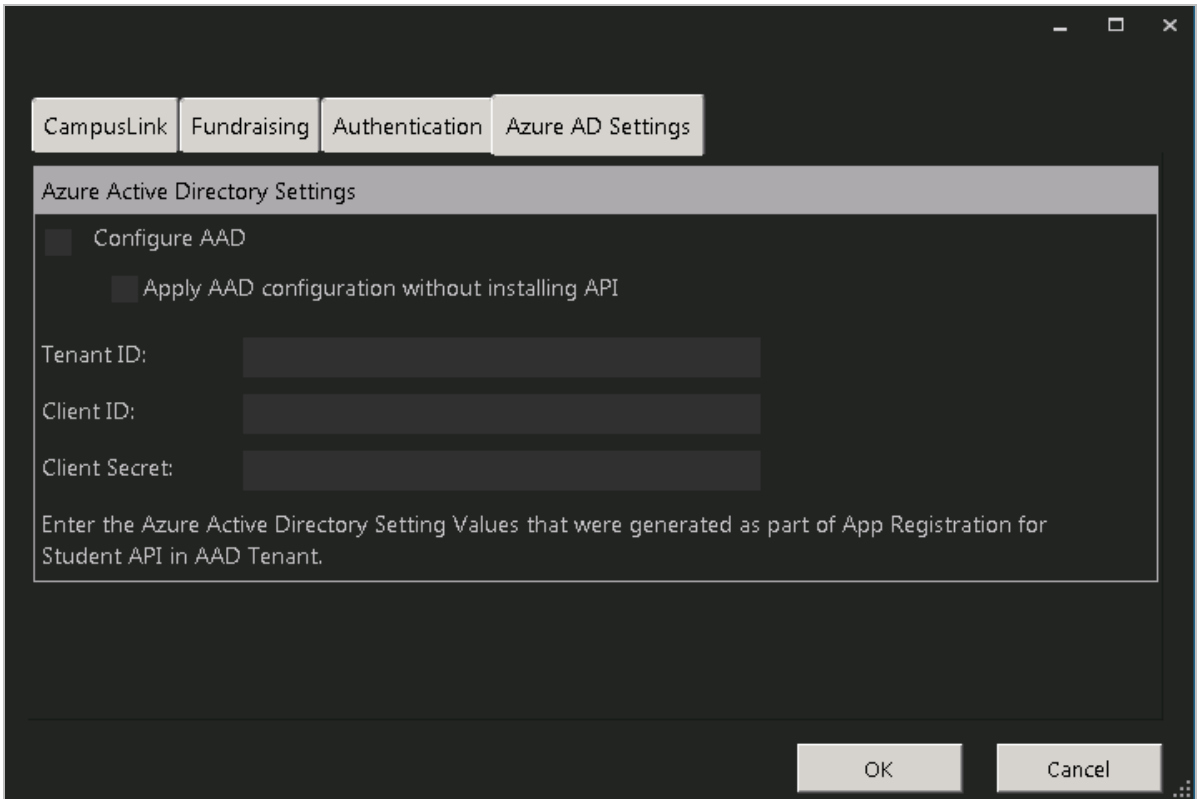 CampusLink Fundraising Authentication Azure AD Settings
Azure Active Directory Settings
Configure AAD
Apply AAD configuration without installing API
Tenant ID:
Client ID:
Client Secret:
Enter the Azure Active Directory Setting Values that were generated as part of App Registration for
Student API in AAD Tenant.
OK Cancel